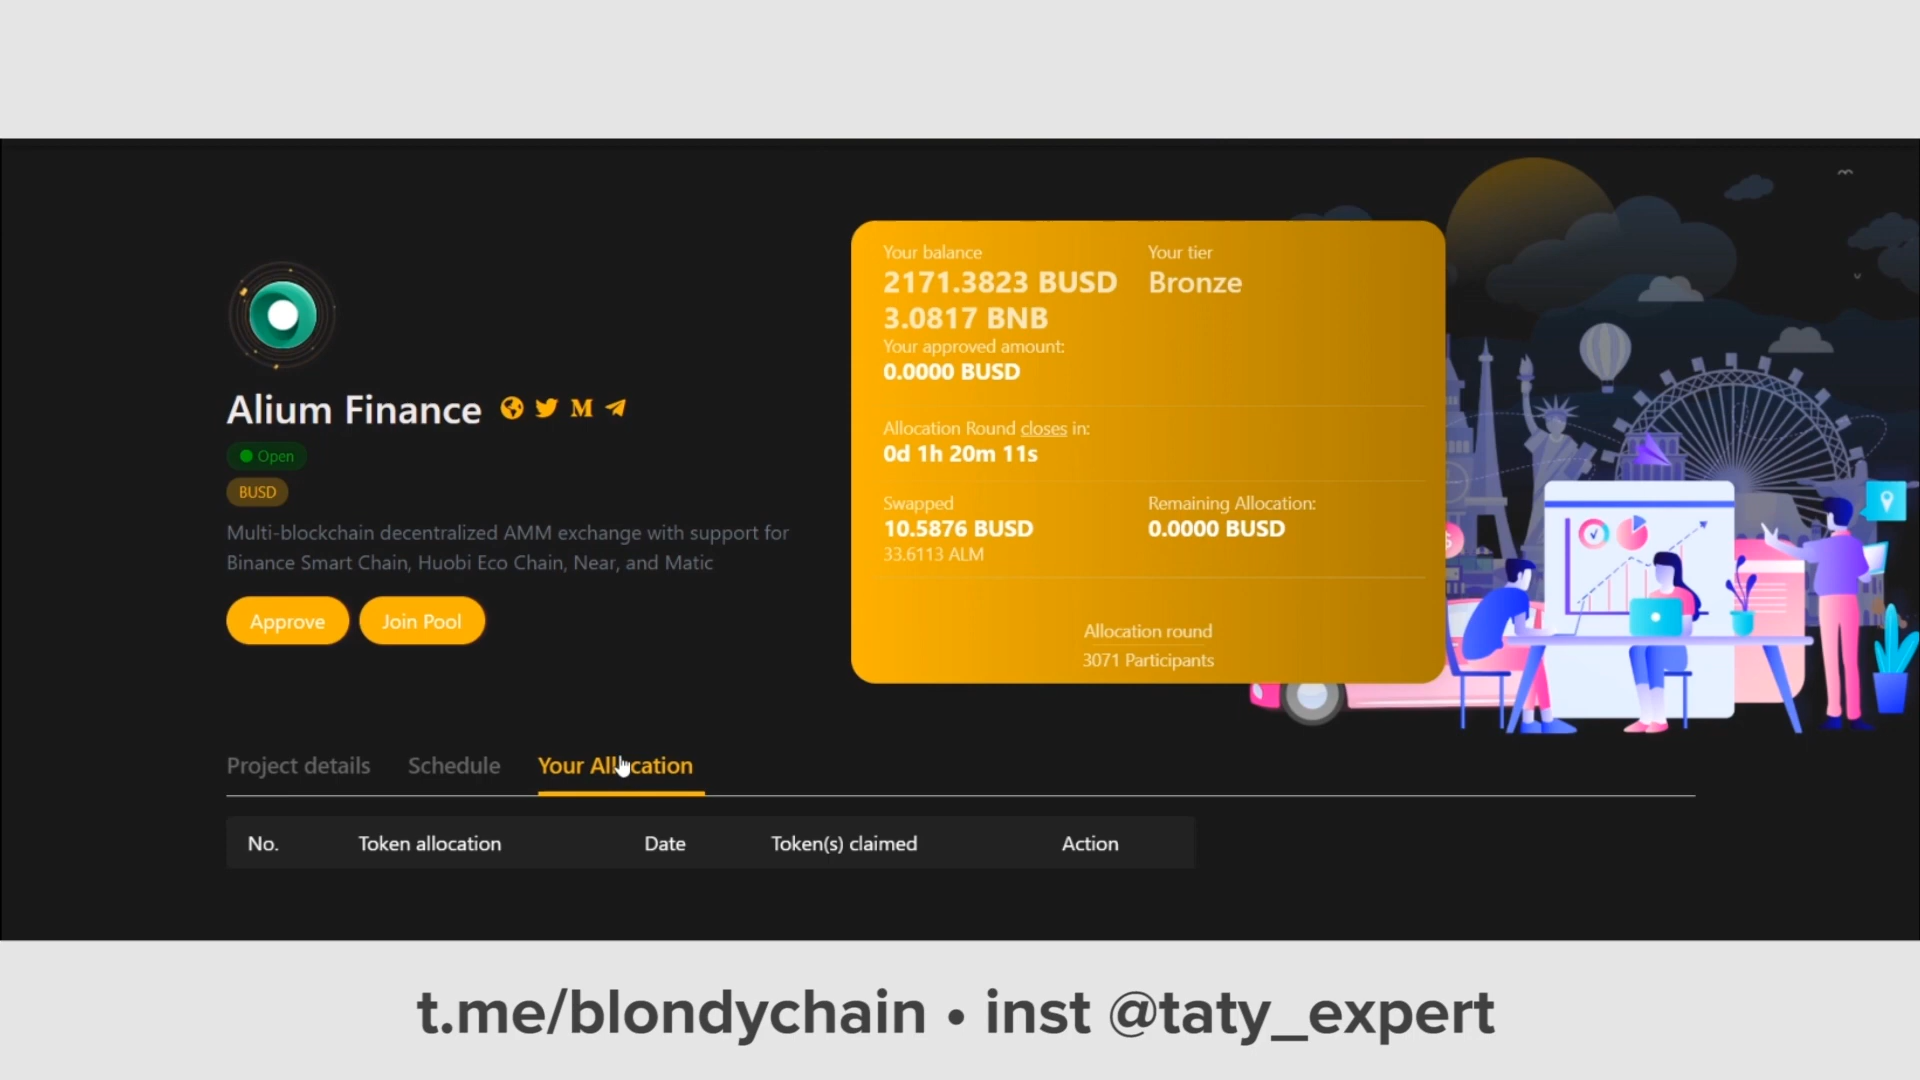 Alium Finance
Open
BUSD
Multi-blockchain decentralized AMM exchange with support for
Binance Smart Chain, Huobi Eco Chain, Near, and Matic
Approve
Join Pool
Your balance
2171.3823 BUSD
3.0817 BNB
Your tier
Bronze
Your approved amount:
0.0000 BUSD
Allocation Round closes in:
0d 1h 20m 11s
Swapped
10.5876 BUSD
33.6113 ALM
Remaining Allocation:
0.0000 BUSD
Allocation round
3071 Participants
Project details
Schedule
Your Allocation
No.
Token allocation
Date
Token(s) claimed
Action
t.me/blondychain • inst @taty_expert